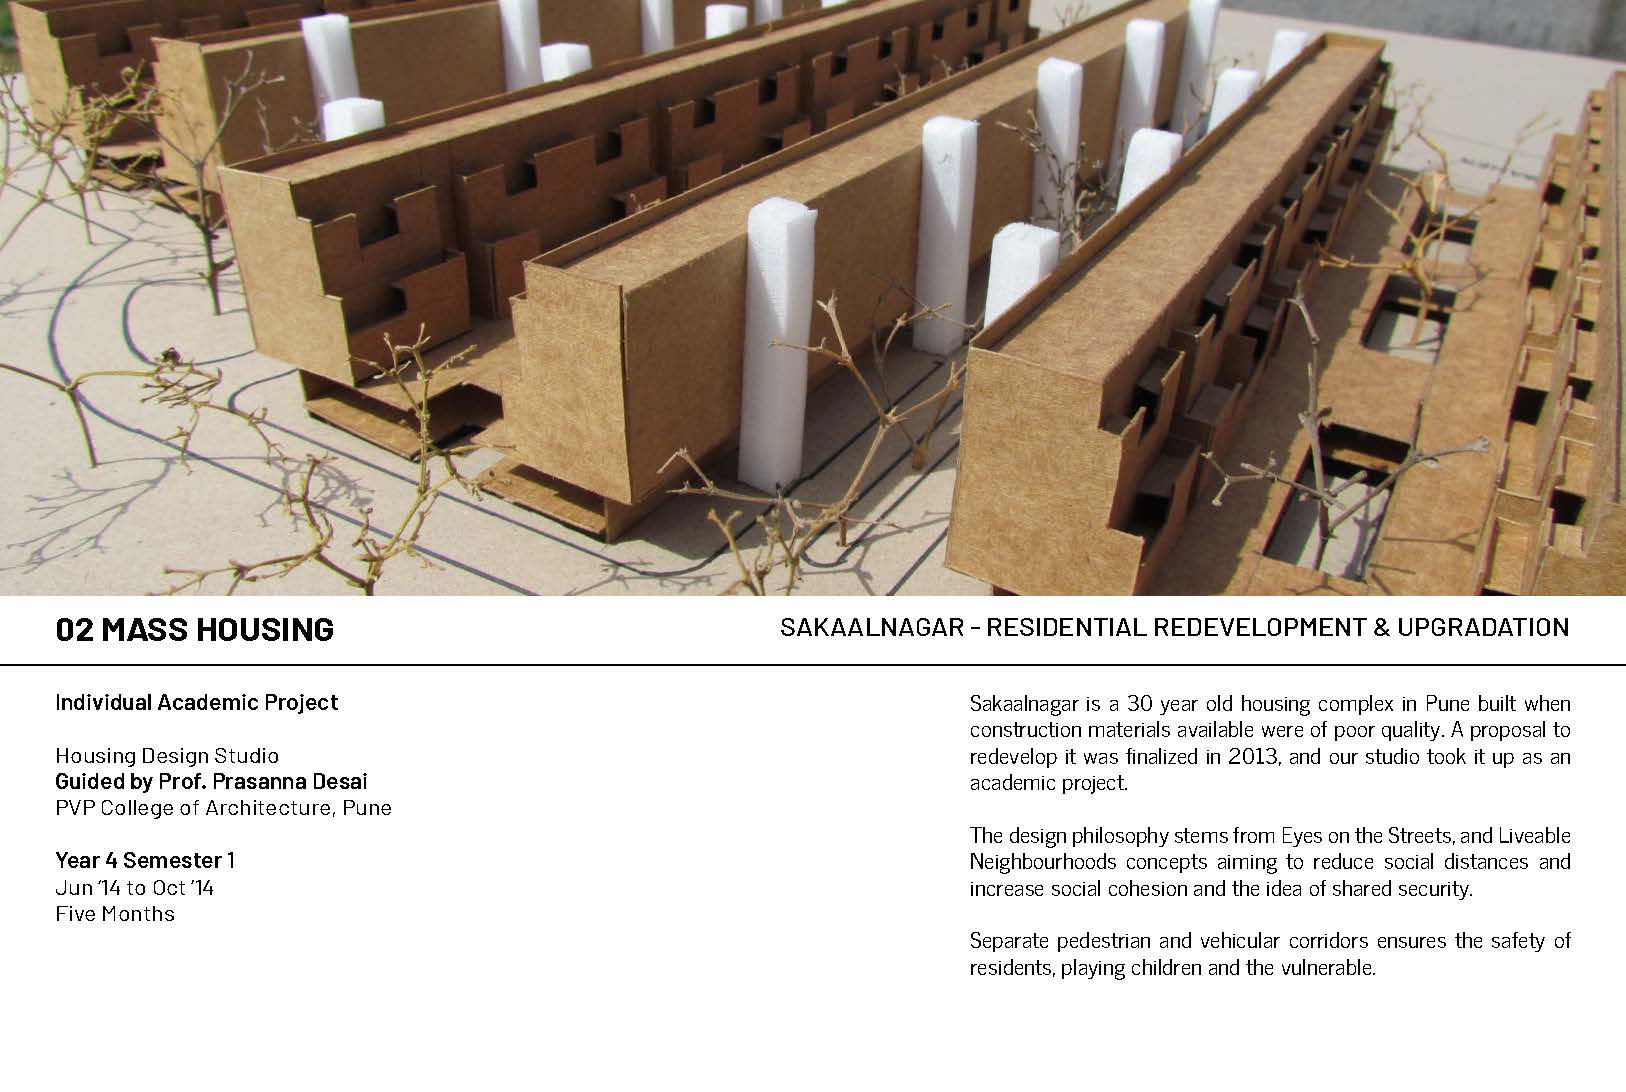 02 MASS HOUSING
SAKAALNAGAR - RESIDENTIAL REDEVELOPMENT & UPGRADATION
Individual Academic Project
Housing Design Studio
Guided by Prof. Prasanna Desai
PVP College of Architecture, Pune
Year 4 Semester 1
Jun '14 to Oct '14
Five Months
Sakaalnagar is a 30 year old housing complex in Pune built when
construction materials available were of poor quality. A proposal to
redevelop it was finalized in 2013, and our studio took it up as an
academic project.
The design philosophy stems from Eyes on the Streets, and Liveable
Neighbourhoods concepts aiming to reduce social distances and
increase social cohesion and the idea of shared security.
Separate pedestrian and vehicular corridors ensures the safety of
residents, playing children and the vulnerable.